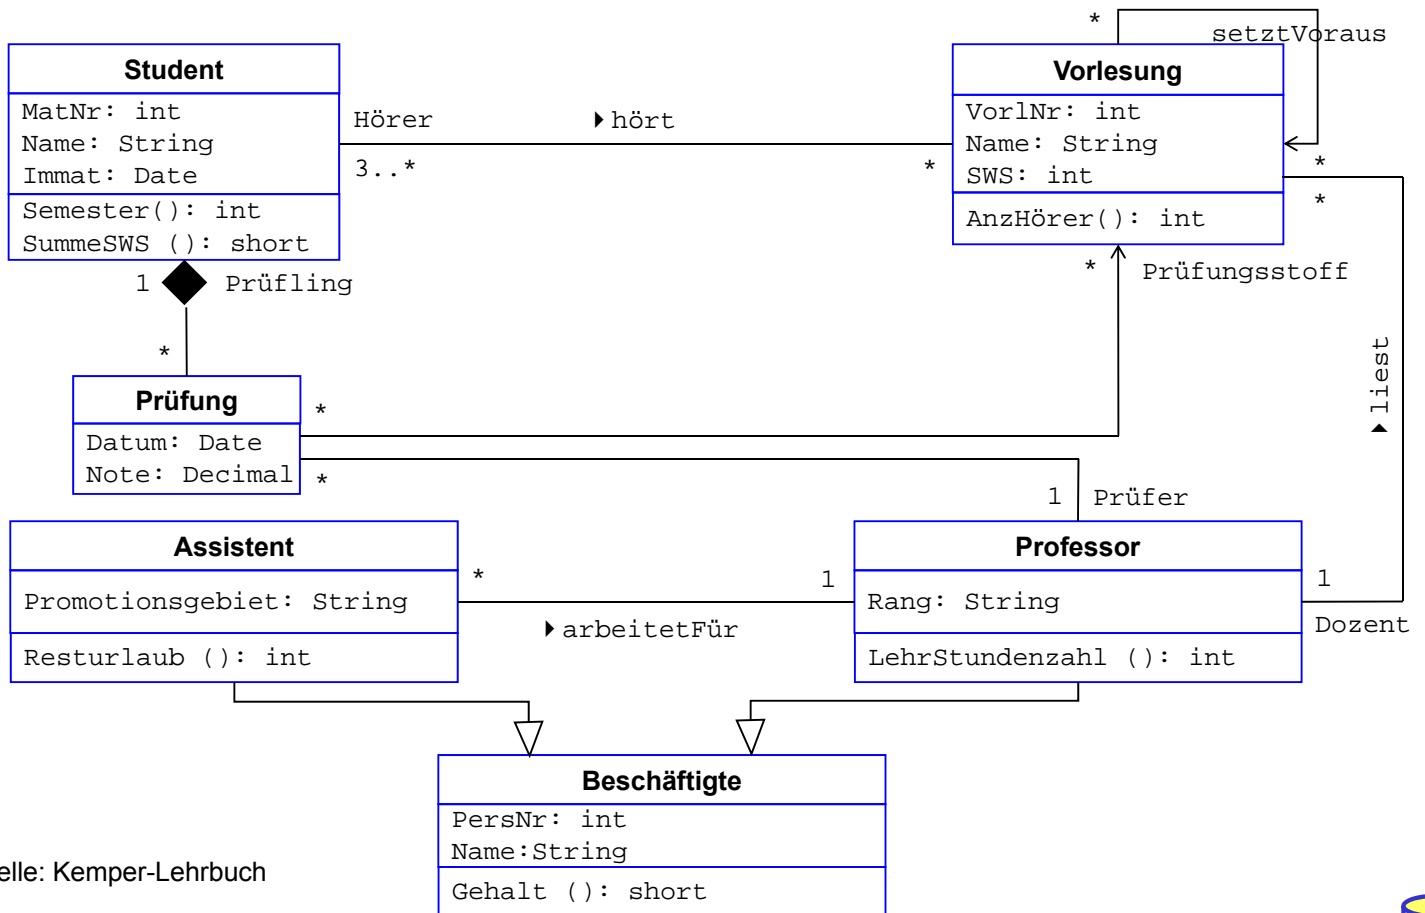 *
setztVoraus
Student
MatNr: int
Name: String
Immat: Date
Semester(): int
SummeSWS (): short
Hörer
hört
3..*
*
Vorlesung
VorlNr: int
Name: String
SWS: int
AnzHörer(): int
*
*
1
Prüfling
*
Prüfungsstoff
liest
*
Prüfung
Datum: Date
Note: Decimal
*
*
1
Prüfer
Assistent
Promotionsgebiet: String
Resturlaub (): int
*
1
arbeitetFür
Professor
Rang: String
LehrStundenzahl (): int
1
Dozent
Beschäftigte
PersNr: int
Name:String
Gehalt (): short
elle: Kemper-Lehrbuch